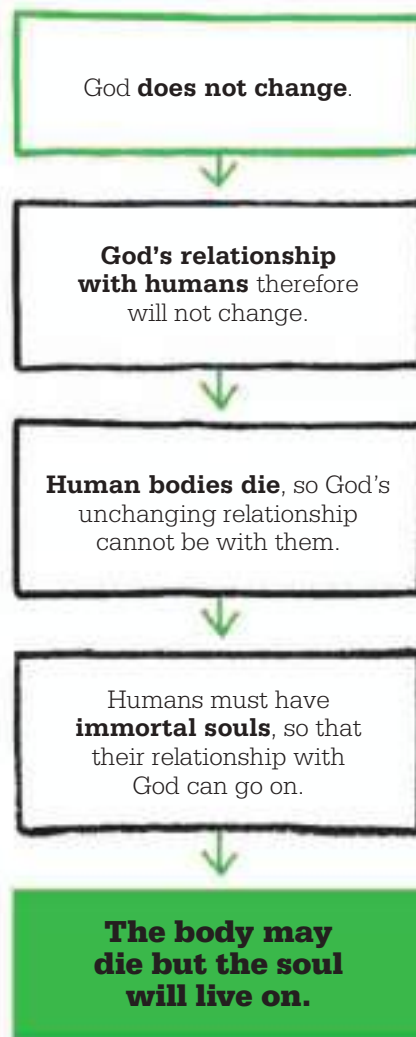 God does not change.
God’s relationship
with humans therefore
will not change.
Human bodies die, so God’s
unchanging relationship
cannot be with them.
Humans must have
immortal souls, so that
their relationship with
God can go on.
The body may
die but the soul
will live on.